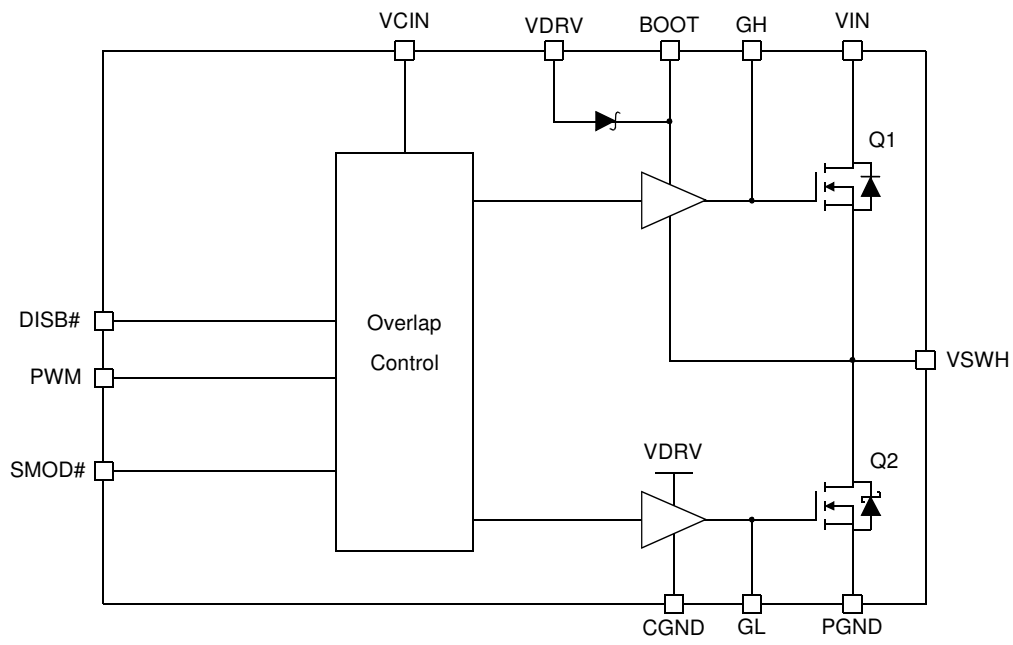 VCIN
VDRV
BOOT
GH
VIN
Q1
DISB#
PWM
SMOD#
Overlap
Control
VSWH
VDRV
Q2
CGND
GL
PGND